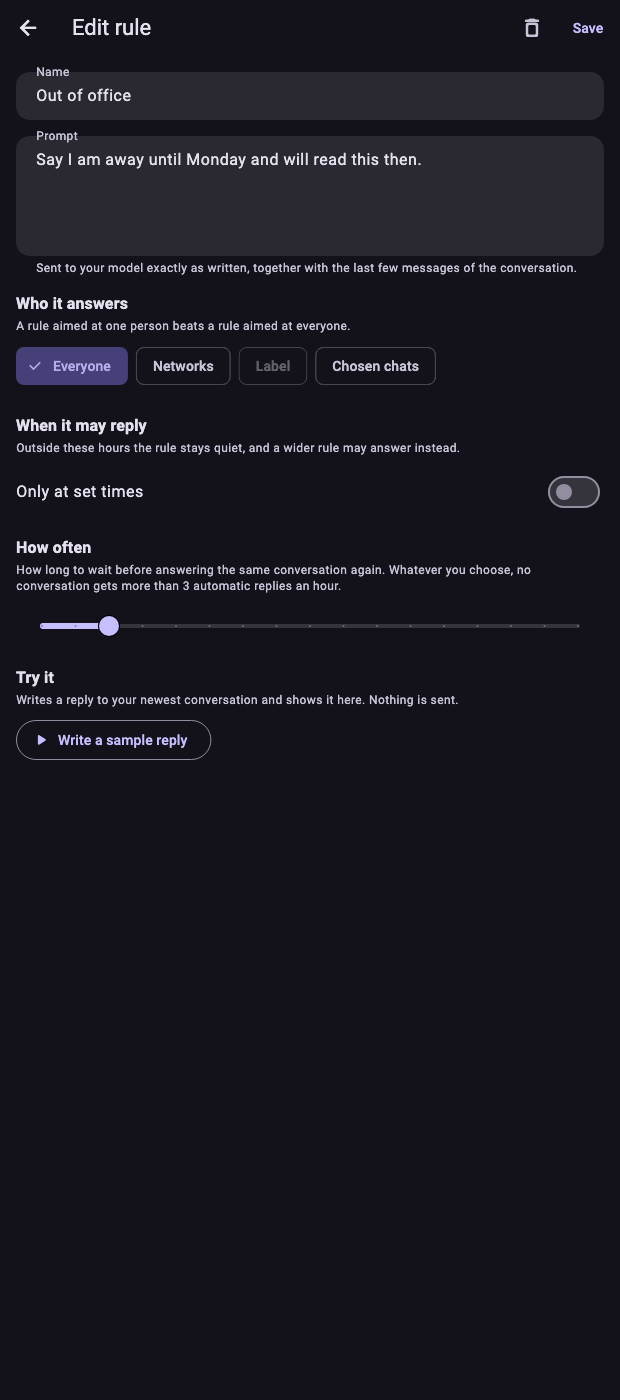 Edit rule
Save
Name
Out of office
Prompt
Say I am away until Monday and will read this then.
Sent to your model exactly as written, together with the last few messages of the conversation.
Who it answers
A rule aimed at one person beats a rule aimed at everyone.
Everyone
Networks
Label
Chosen chats
When it may reply
Outside these hours the rule stays quiet, and a wider rule may answer instead.
Only at set times
How often
How long to wait before answering the same conversation again. Whatever you choose, no
conversation gets more than 3 automatic replies an hour.
Try it
Writes a reply to your newest conversation and shows it here. Nothing is sent.
Write a sample reply